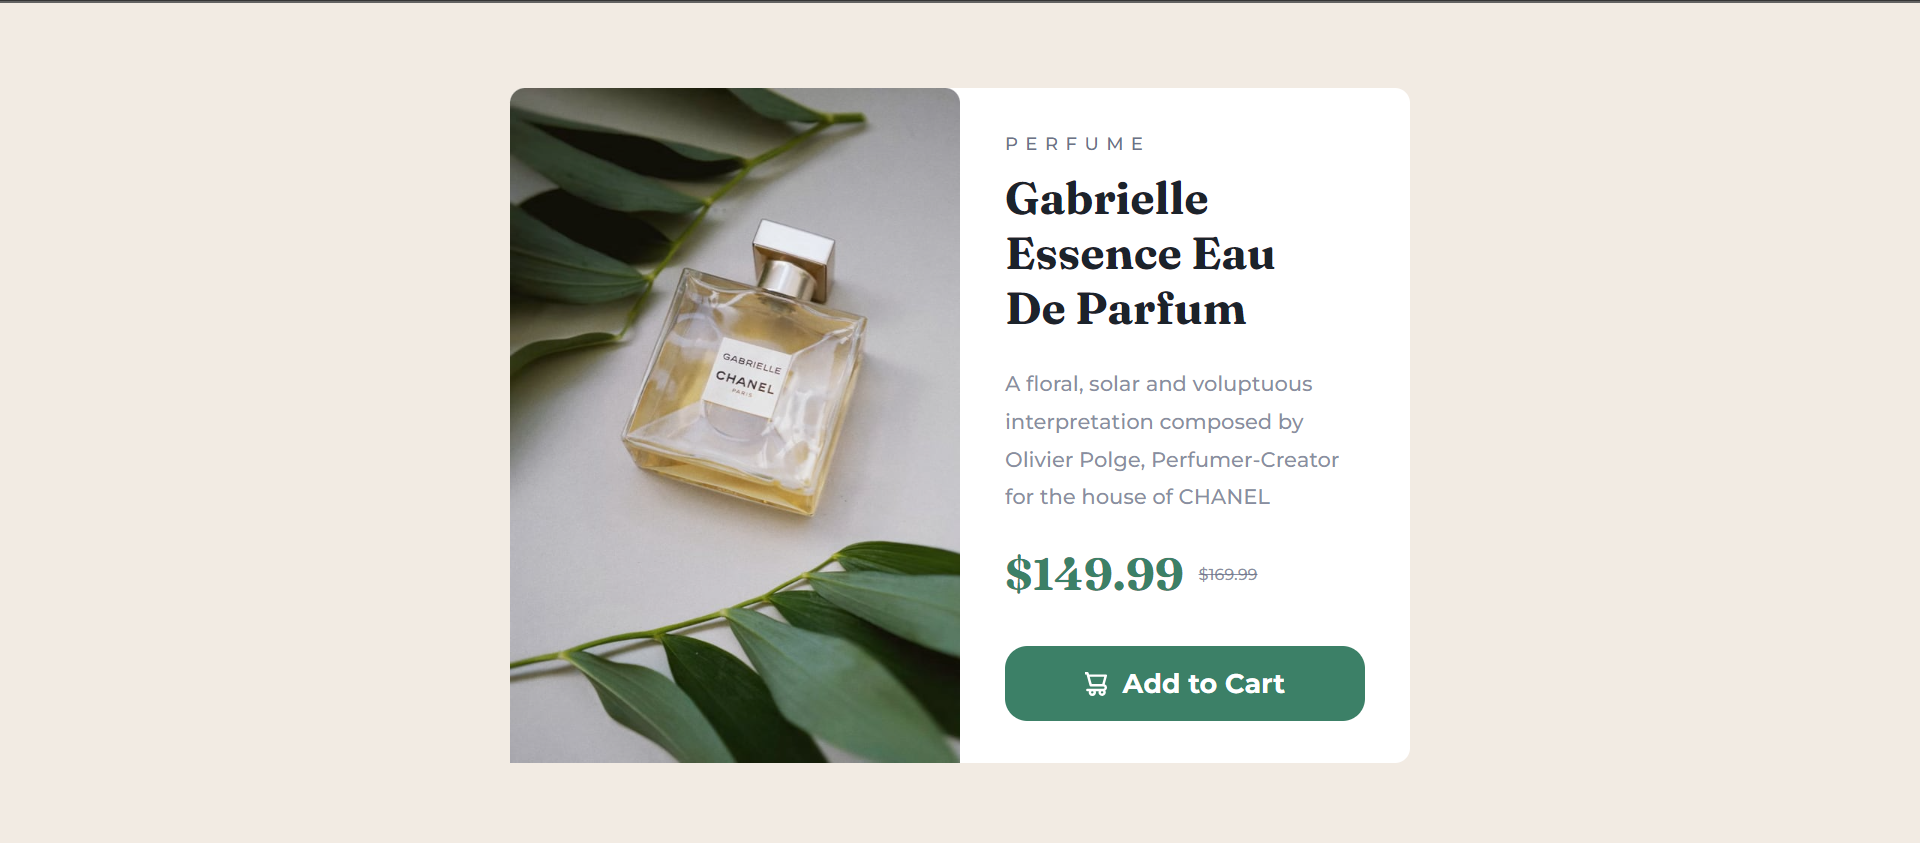 GABRIELLE
CHANEL
PARIS
PERFUME
Gabrielle
Essence Eau
De Parfum
A floral, solar and voluptuous
interpretation composed by
Olivier Polge, Perfumer-Creator
for the house of CHANEL
$149.99 $169.99
Add to Cart